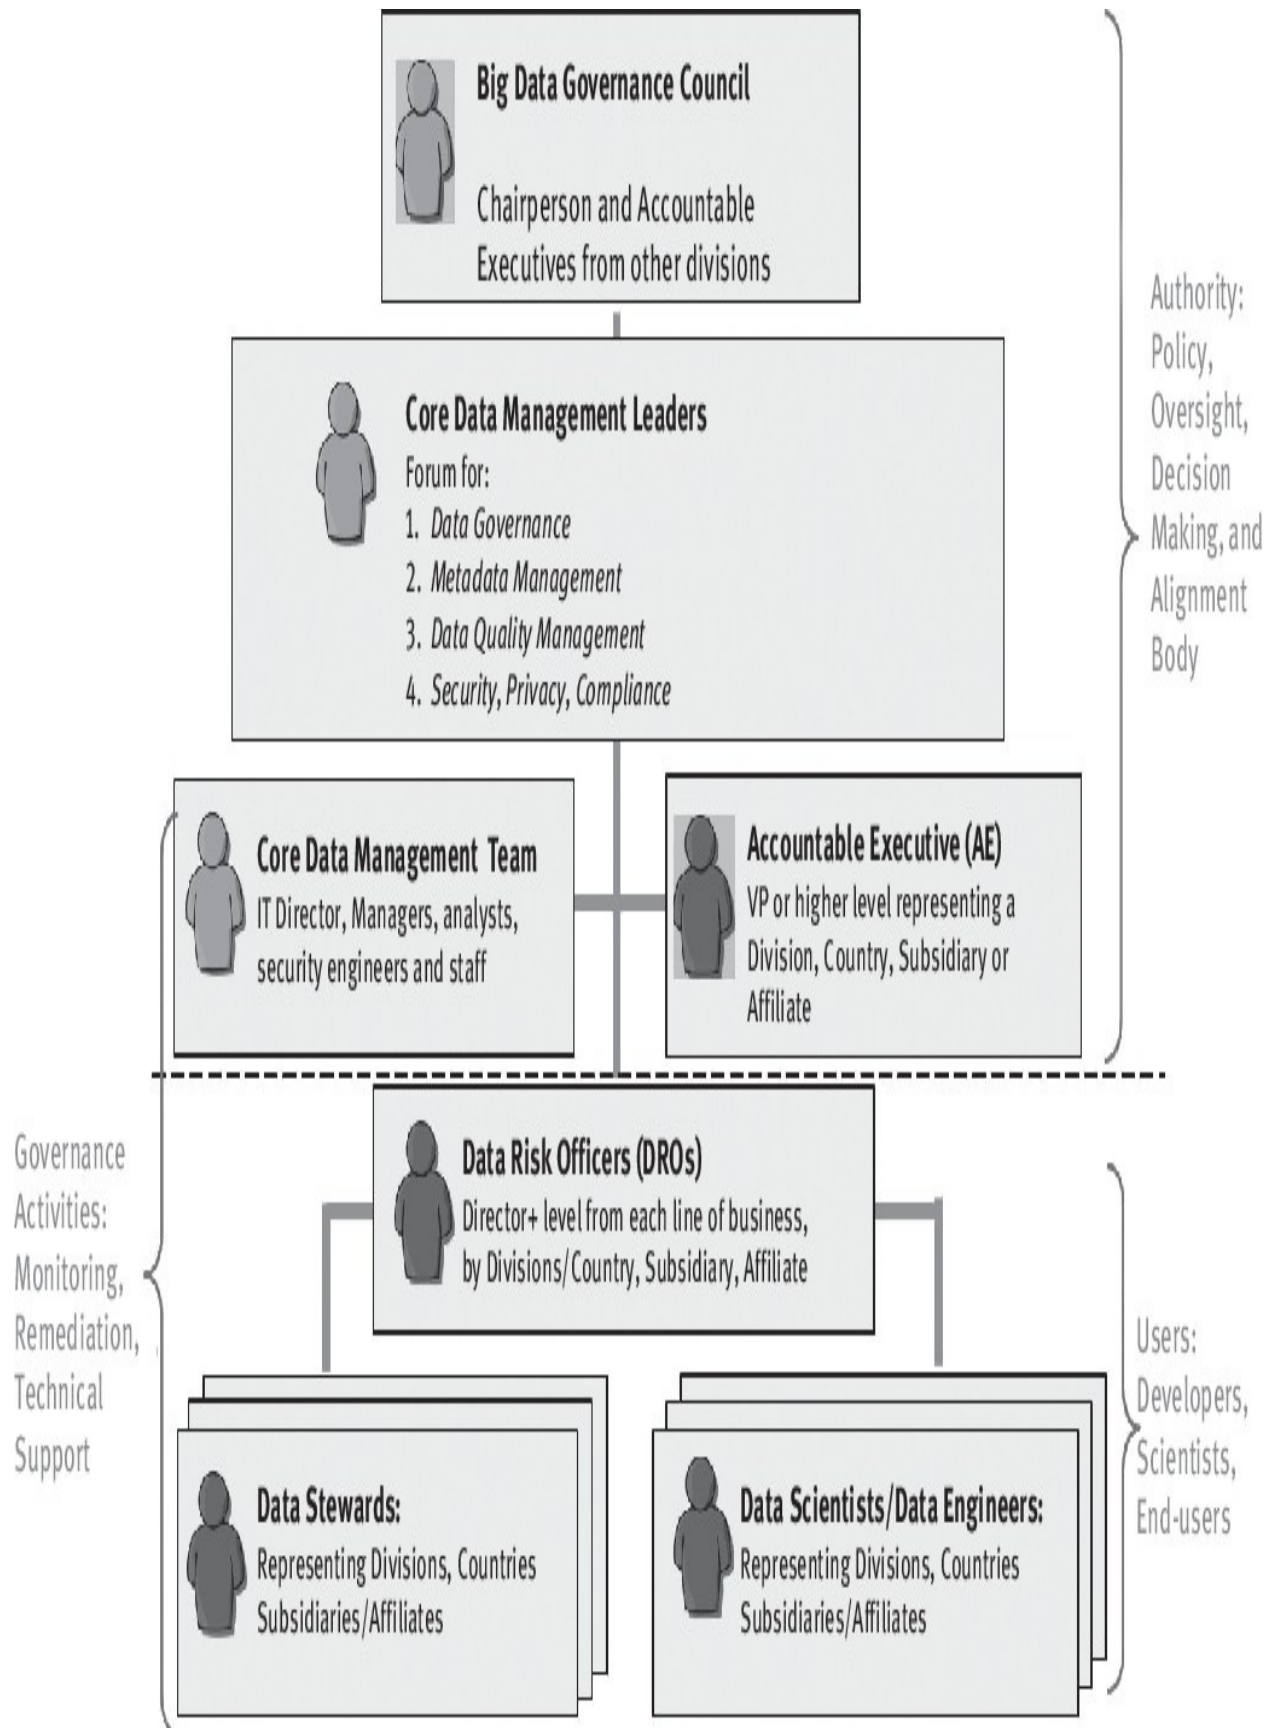 Big Data Governance Council
Chairperson and Accountable
Executives from other divisions
Authority:
Policy,
Oversight,
Decision
Making, and
Alignment
Body
Core Data Management Leaders
Forum for:
1. Data Governance
2. Metadata Management
3. Data Quality Management
4. Security, Privacy, Compliance
Core Data Management Team
IT Director, Managers, analysts,
security engineers and staff
Accountable Executive (AE)
VP or higher level representing a
Division, Country, Subsidiary or
Affiliate
Governance
Activities:
Monitoring,
Remediation,
Technical
Support
Data Risk Officers (DROs)
Director+ level from each line of business,
by Divisions/Country, Subsidiary, Affiliate
Users:
Developers,
Scientists,
End-users
Data Stewards:
Representing Divisions, Countries
Subsidiaries/Affiliates
Data Scientists/Data Engineers:
Representing Divisions, Countries
Subsidiaries/Affiliates